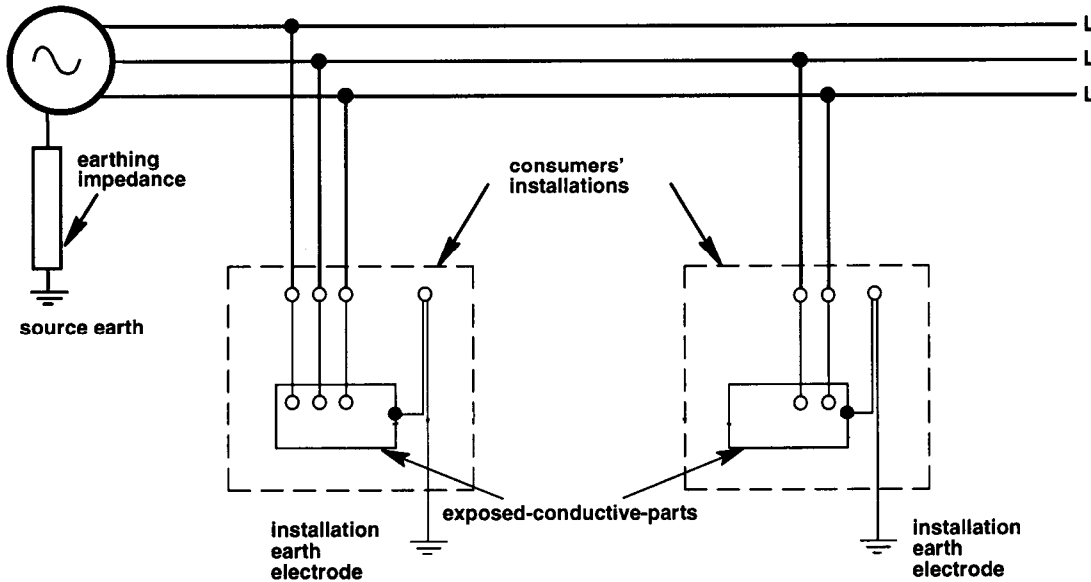 L
L
L
earthing
impedance
consumers'
installations
source earth
exposed-conductive-parts
installation
earth
electrode
installation
earth
electrode